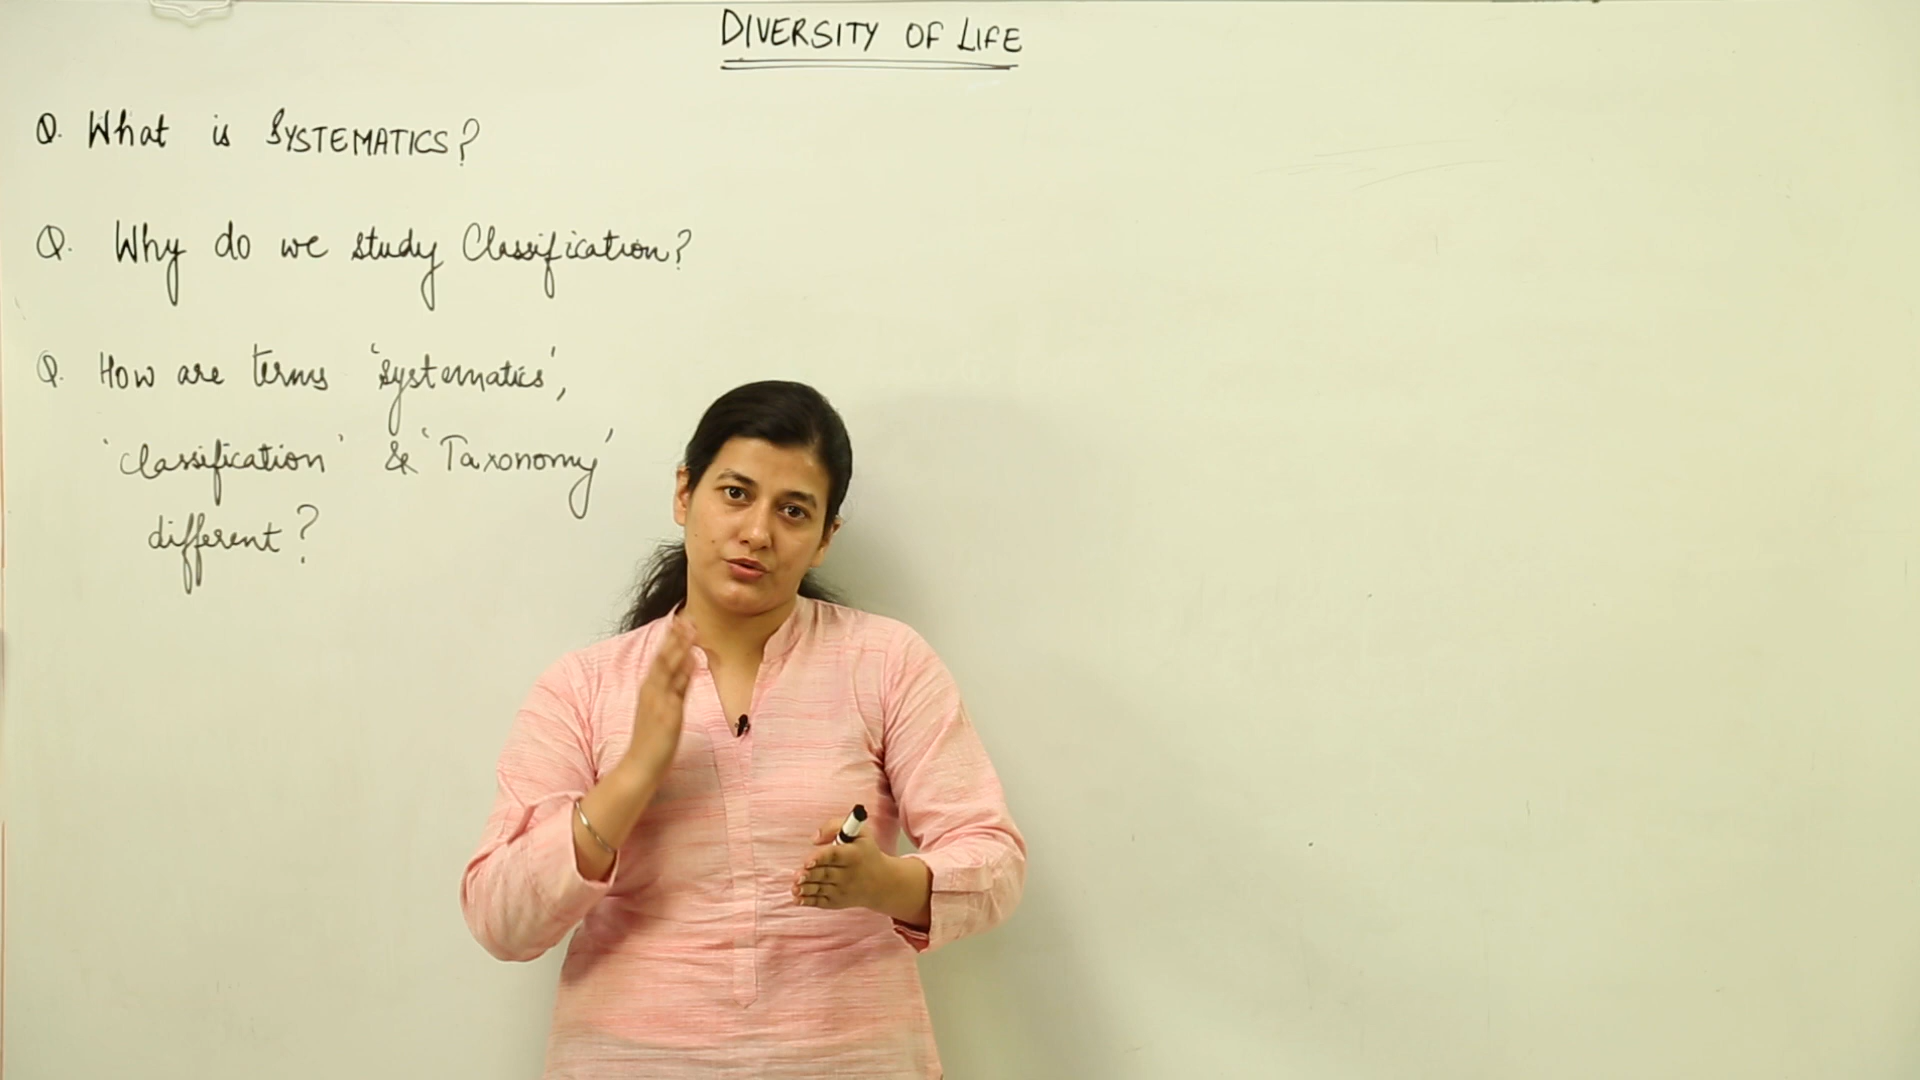 DIVERSITY OF LIFE
Q. What is SYSTEMATICS?
Q. Why do we study Classification?
Q. How are terms 'systematics',
'classification' & 'Taxonomy'
different?